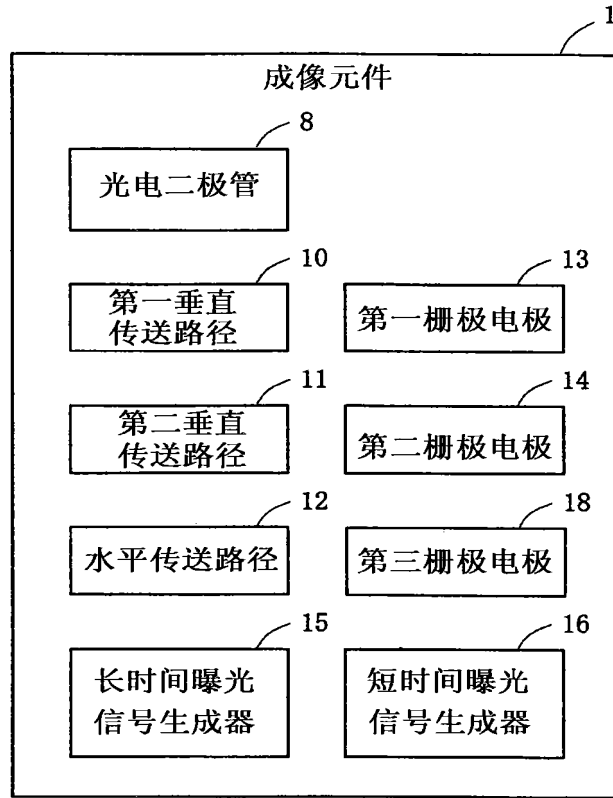 1
成像元件
8
光电二极管
10
第一垂直
传送路径
13
第一栅极电极
11
第二垂直
传送路径
14
第二栅极电极
12
水平传送路径
18
第三栅极电极
15
长时间曝光
信号生成器
16
短时间曝光
信号生成器